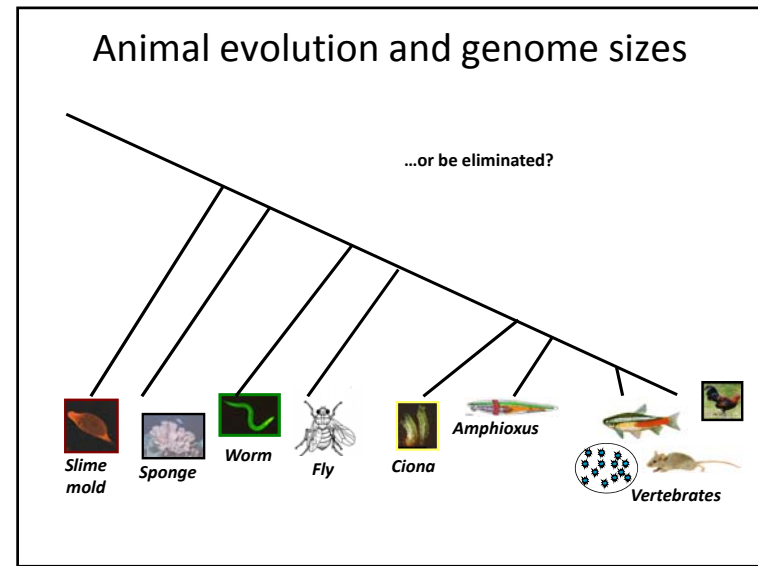 Animal evolution and genome sizes
...or be eliminated?
Slime
mold
Sponge
Worm
Fly
Ciona
Amphioxus
Vertebrates